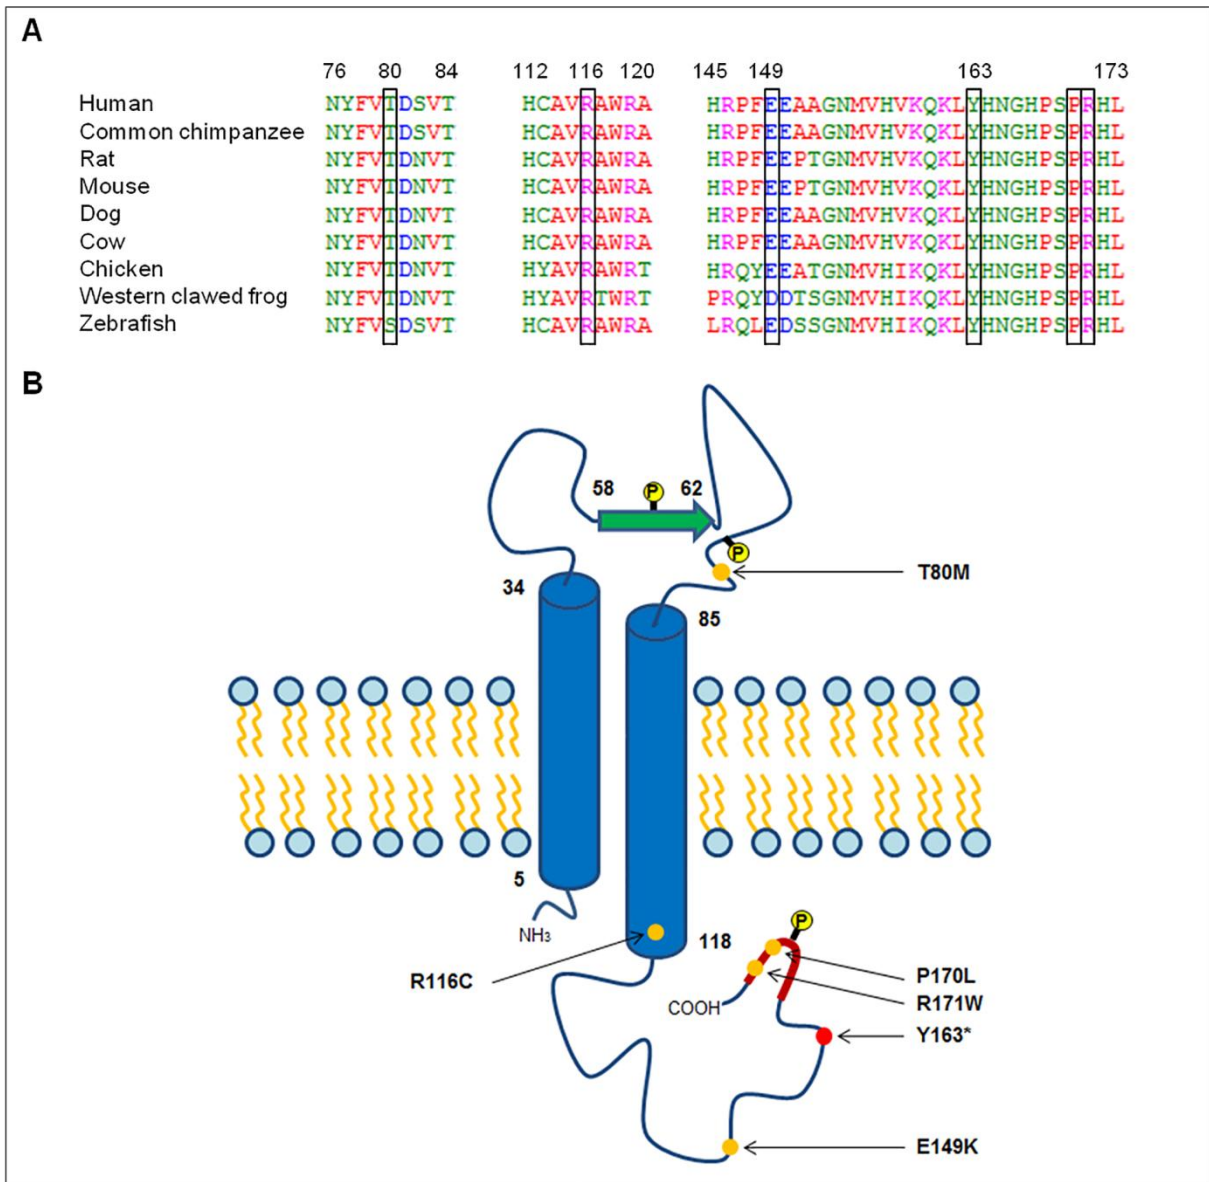 A
76 80 84 112 116 120 145 149 163 173
Human NYFVTDSVT HCAVRAWRA HRPFEEAAGNMVHVKQKLYHNGHPSPRHL
Common chimpanzee NYFVTDSVT HCAVRAWRA HRPFEEAAGNMVHVKQKLYHNGHPSPRHL
Rat NYFVTDNVT HCAVRAWRA HRPFEEPTGNMVHVKQKLYHNGHPSPRHL
Mouse NYFVTDNVT HCAVRAWRA HRPFEEPTGNMVHVKQKLYHNGHPSPRHL
Dog NYFVTDNVT HCAVRAWRA HRPFEEAAGNMVHVKQKLYHNGHPSPRHL
Cow NYFVTDNVT HCAVRAWRA HRPFEEAAGNMVHVKQKLYHNGHPSPRHL
Chicken NYFVTDNVT HYAVRAWRT HRQYEEATGNMVHIKQKLYHNGHPSPRHL
Western clawed frog NYFVTDNVT HYAVRTWRT PRQYDDTSGNMVHIKQKLYHNGHPSPRHL
Zebrafish NYFVSDSVT HCAVRAWRA LRQLEDSSGNMVHIKQKLYHNGHPSPRHL
B
58 P 62
P
T80M
34
85
5
NH3
118
P
R116C
P170L
COOH
R171W
Y163*
E149K